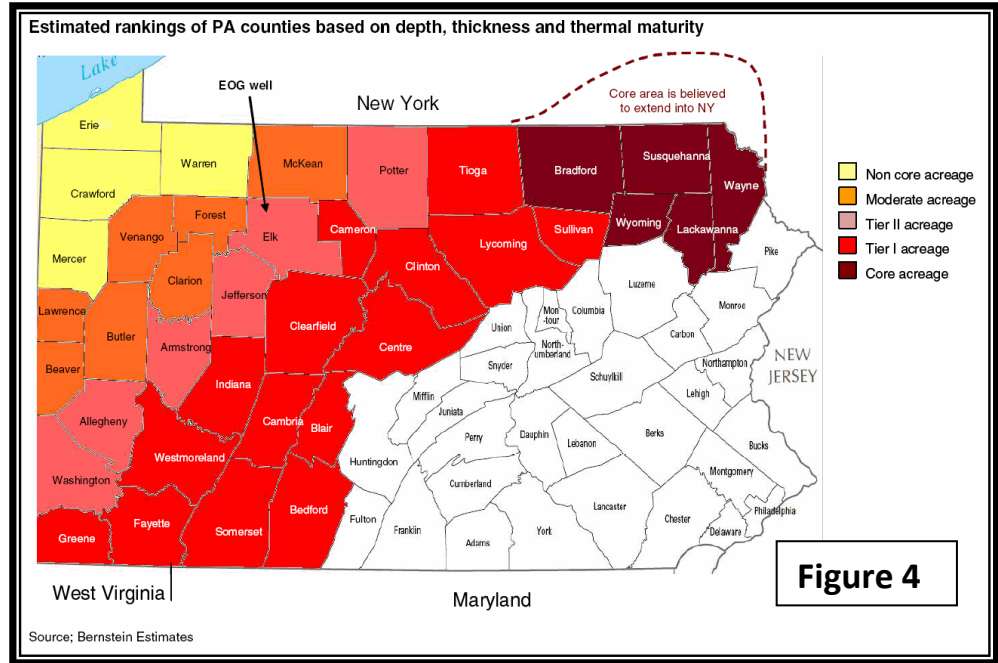 Estimated rankings of PA counties based on depth, thickness and thermal maturity
Lake
EOG well
New York
Core area is believed
to extend into NY
Erie
Warren
McKean
Potter
Tioga
Bradford
Susquehanna
Wayne
Crawford
Forest
Cameron
Wyoming
Lackawanna
Venango
Elk
Lycoming
Sullivan
Mercer
Clarion
Clinton
Pike
Jefferson
Luzerne
Lawrence
Butler
Clearfield
Union
Mon-
tour
Columbia
Monroe
Armstrong
Centre
North-
umberland
Carbon
Beaver
Indiana
Snyder
Schuylkill
Northampton
NEW
JERSEY
Allegheny
Cambria
Blair
Mifflin
Juniata
Lehigh
Westmoreland
Perry
Dauphin
Lebanon
Berks
Bucks
Washington
Huntingdon
Cumberland
Montgomery
Greene
Fayette
Somerset
Bedford
Fulton
Franklin
Adams
York
Lancaster
Chester
Delaware
Philadelphia
Non core acreage
Moderate acreage
Tier II acreage
Tier I acreage
Core acreage
West Virginia
Maryland
Figure 4
Source; Bernstein Estimates